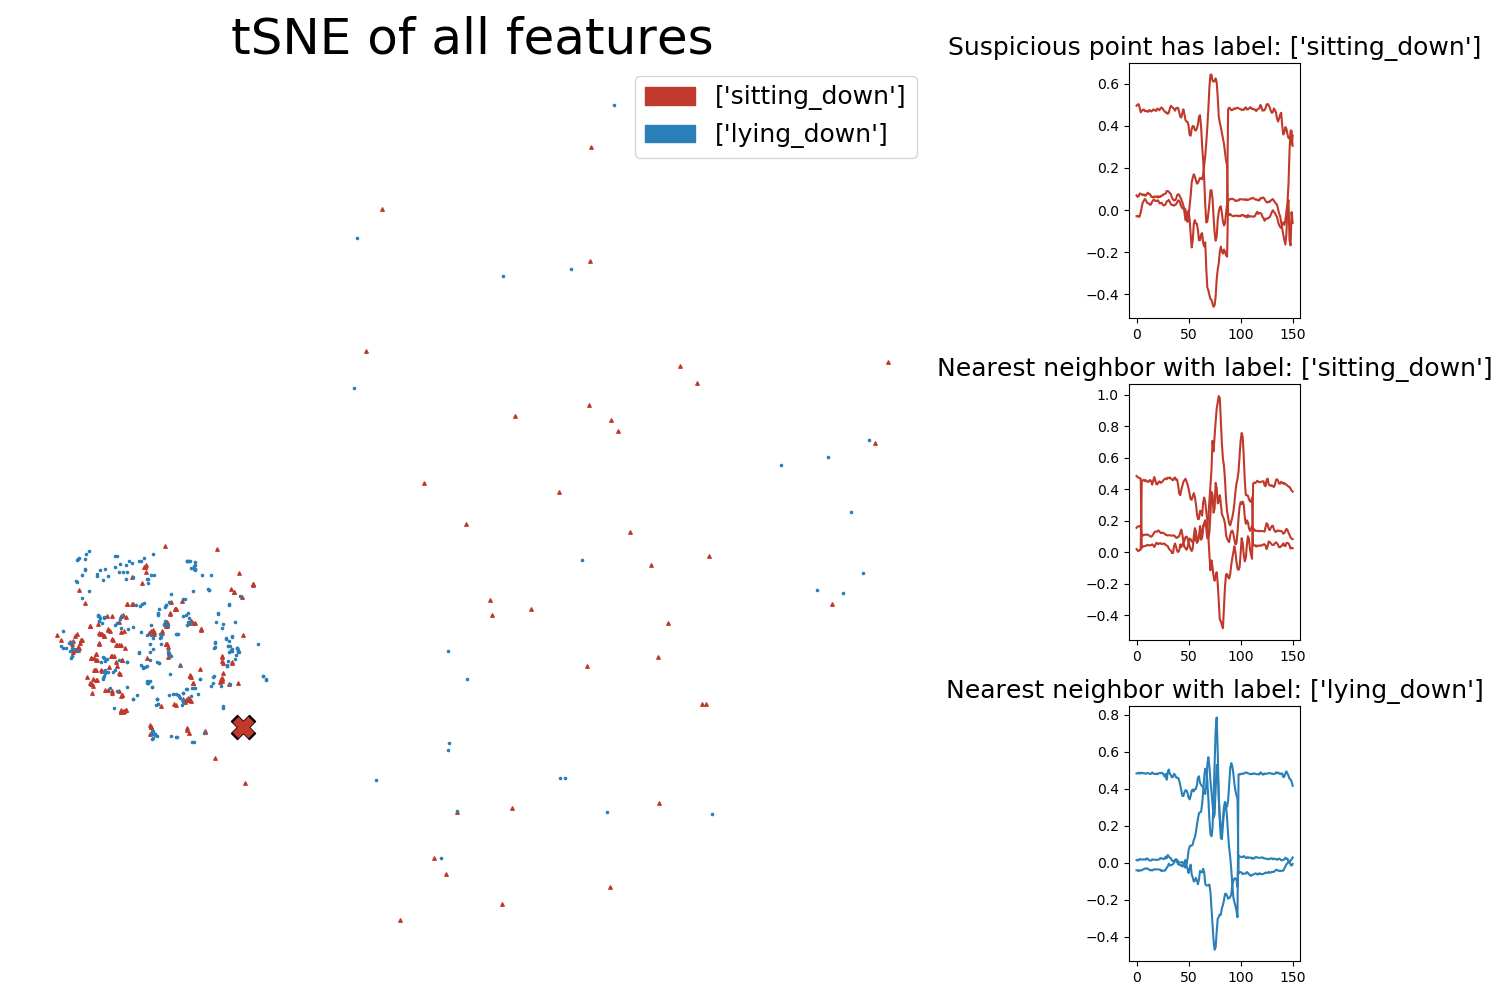 tSNE of all features
['sitting_down']
['lying_down']
Suspicious point has label: ['sitting_down']
0.6
0.4
0.2
0.0
−0.2
−0.4
0 50 100 150
Nearest neighbor with label: ['sitting_down']
1.0
0.8
0.6
0.4
0.2
0.0
−0.2
−0.4
0 50 100 150
Nearest neighbor with label: ['lying_down']
0.8
0.6
0.4
0.2
0.0
−0.2
−0.4
0 50 100 150